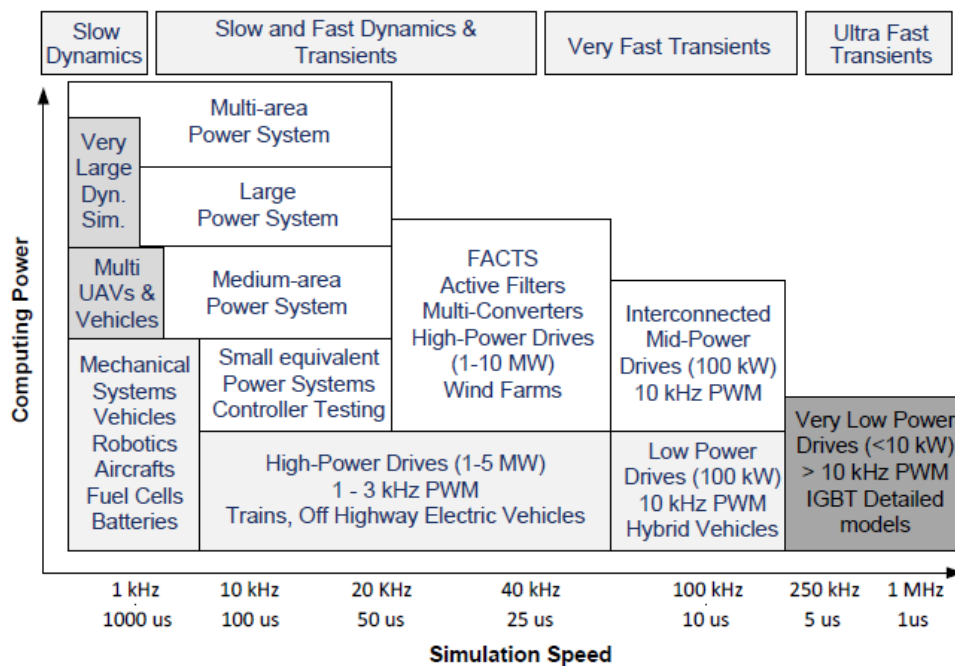 Slow
Dynamics
Slow and Fast Dynamics &
Transients
Very Fast Transients
Ultra Fast
Transients
Computing Power
Multi-area
Power System
Very
Large
Dyn.
Sim.
Large
Power System
Multi
UAVs &
Vehicles
Medium-area
Power System
FACTS
Active Filters
Multi-Converters
High-Power Drives
(1-10 MW)
Wind Farms
Interconnected
Mid-Power
Drives (100 kW)
10 kHz PWM
Mechanical
Systems
Vehicles
Robotics
Aircrafts
Fuel Cells
Batteries
Small equivalent
Power Systems
Controller Testing
High-Power Drives (1-5 MW)
1 - 3 kHz PWM
Trains, Off Highway Electric Vehicles
Low Power
Drives (100 kW)
10 kHz PWM
Hybrid Vehicles
Very Low Power
Drives (<10 kW)
> 10 kHz PWM
IGBT Detailed
models
1 kHz 10 kHz 20 KHz 40 kHz 100 kHz 250 kHz 1 MHz
1000 us 100 us 50 us 25 us 10 us 5 us 1us
Simulation Speed